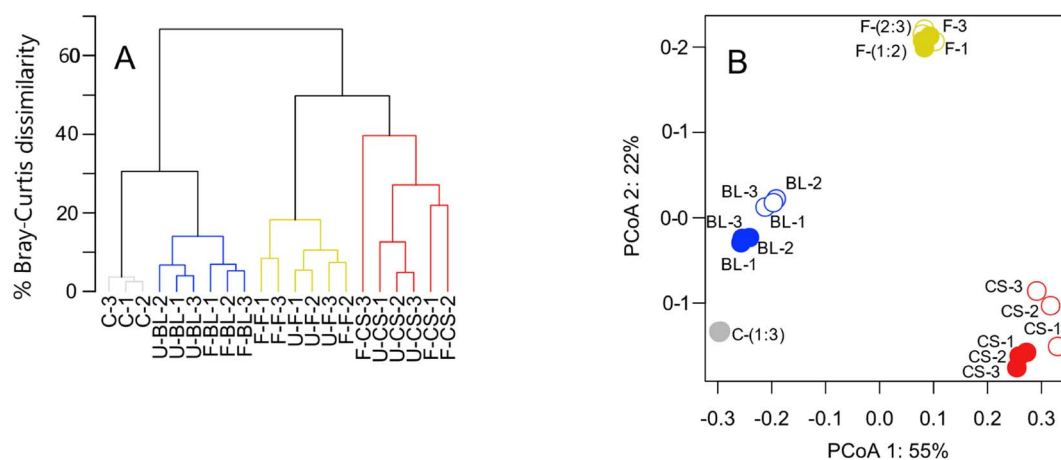 A
% Bray-Curtis dissimilarity
60
40
20
0
C-3
C-1
C-2
U-BL-2
U-BL-1
U-BL-3
F-BL-1
F-BL-2
F-BL-3
F-F-1
F-F-3
U-F-1
U-F-2
U-F-3
F-F-2
F-CS-3
U-CS-1
U-CS-2
U-CS-3
F-CS-1
F-CS-2
B
PCoA 2: 22%
0-2
0-1
0-0
0-1
F-(2:3) F-3
F-(1:2) F-1
BL-3 BL-2
BL-3 BL-1
BL-2
BL-1
CS-3
CS-2
CS-1
CS-1
CS-2
CS-3
C-(1:3)
-0.3 -0.2 -0.1 0.0 0.1 0.2 0.3
PCoA 1: 55%